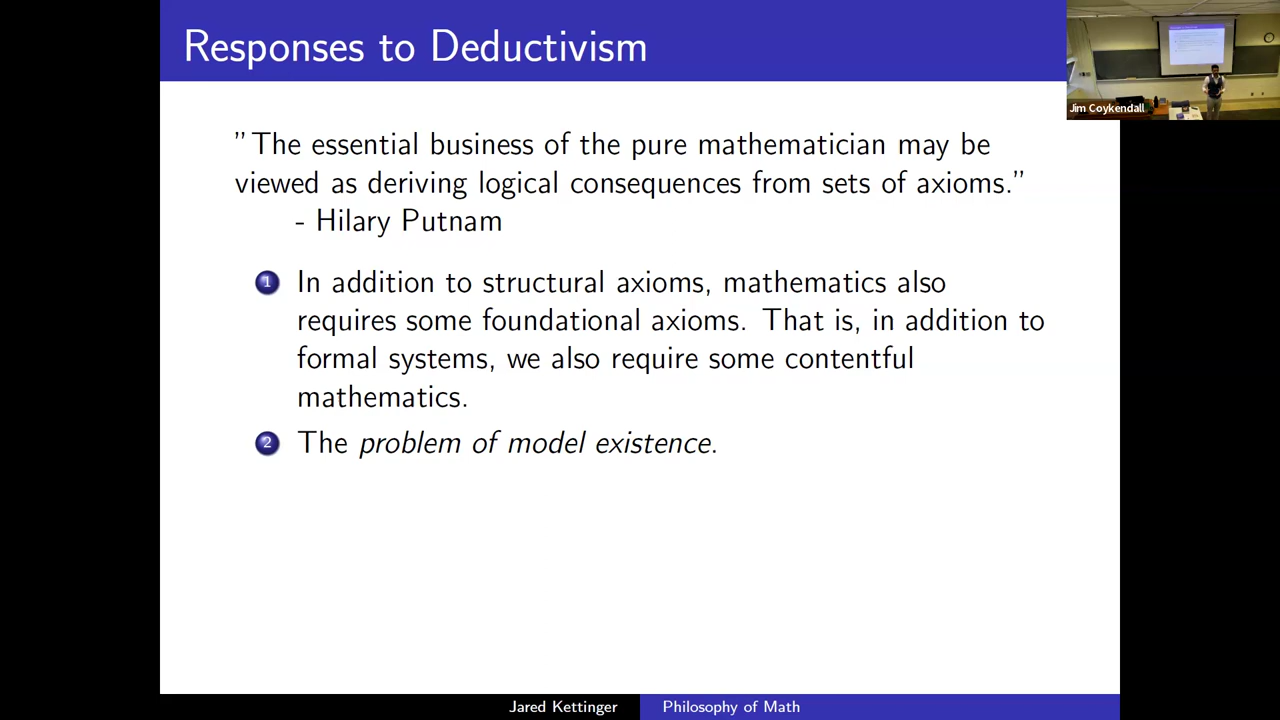 Responses to Deductivism
Jim Coykendall
"The essential business of the pure mathematician may be
viewed as deriving logical consequences from sets of axioms."
- Hilary Putnam
1 In addition to structural axioms, mathematics also
requires some foundational axioms. That is, in addition to
formal systems, we also require some contentful
mathematics.
2 The problem of model existence.
Jared Kettinger Philosophy of Math